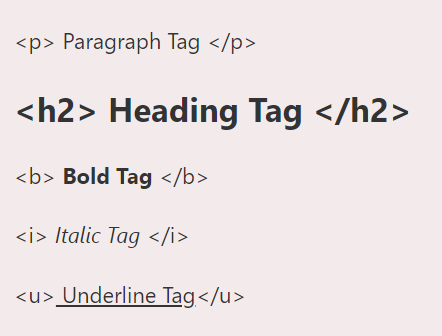 <p> Paragraph Tag </p>
<h2> Heading Tag </h2>
<b> Bold Tag </b>
<i> Italic Tag </i>
<u> Underline Tag</u>